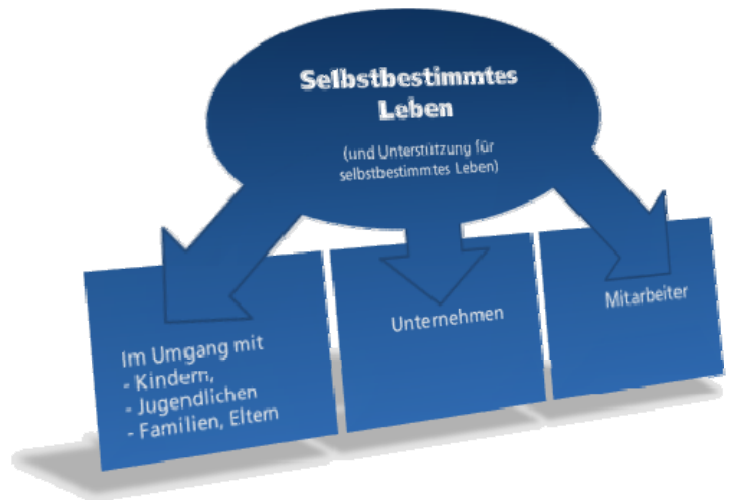 Selbstbestimmtes
Leben
(und Unterstützung für
selbstbestimmtes Leben)
Im Umgang mit
- Kindern,
- Jugendlichen
- Familien, Eltern
Unternehmen
Mitarbeiter